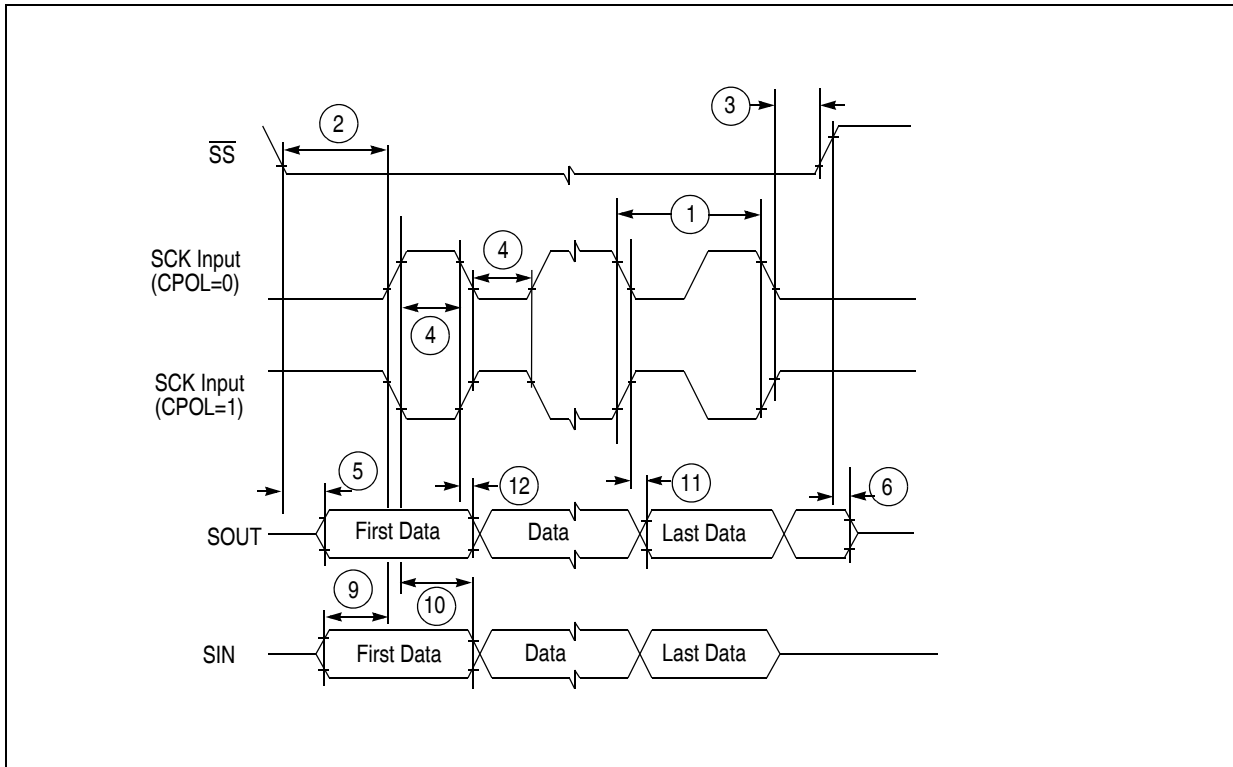 3
2
S̅S̅
1
SCK Input
(CPOL=0)
4
4
SCK Input
(CPOL=1)
5
12
11
6
SOUT
First Data
Data
Last Data
9
10
SIN
First Data
Data
Last Data